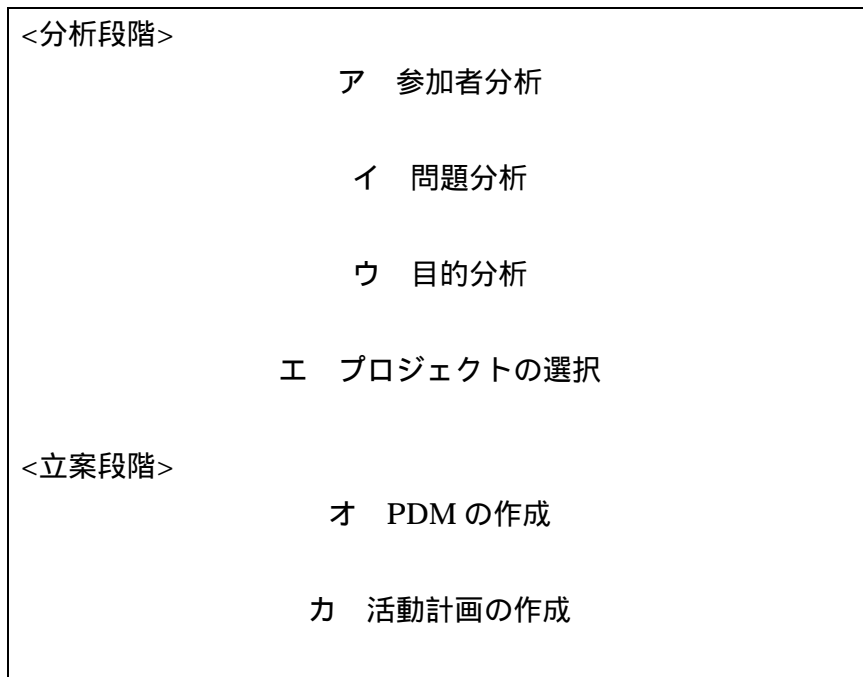 <分析段階>
ア　参加者分析
イ　問題分析
ウ　目的分析
エ　プロジェクトの選択
<立案段階>
オ　PDM の作成
カ　活動計画の作成